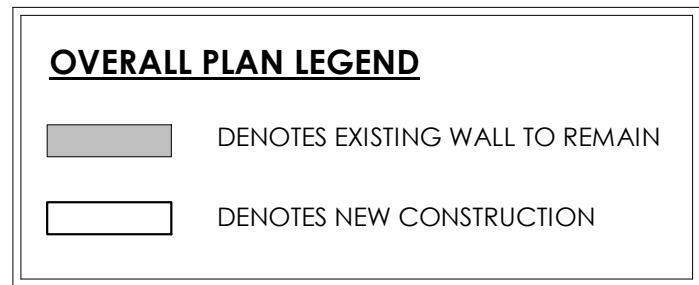 OVERALL PLAN LEGEND
DENOTES EXISTING WALL TO REMAIN
DENOTES NEW CONSTRUCTION